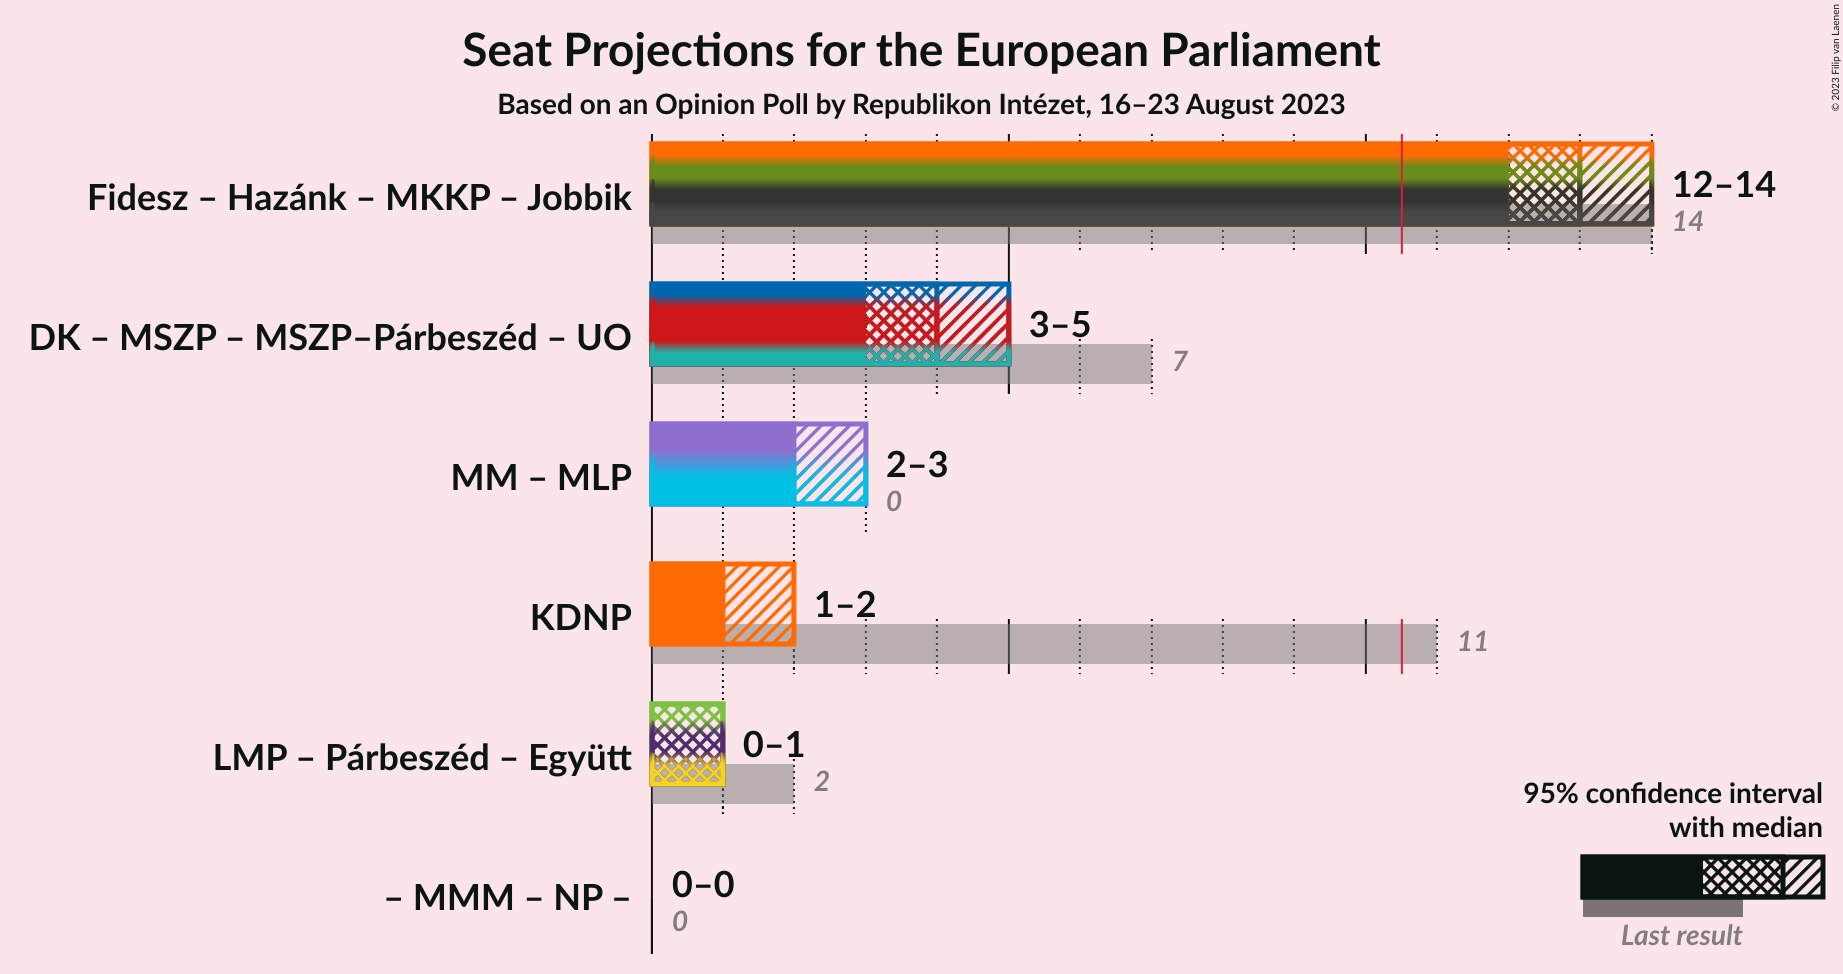 Seat Projections for the European Parliament
Based on an Opinion Poll by Republikon Intézet, 16–23 August 2023
© 2023 Filip van Laenen
Fidesz – Hazánk – MKKP – Jobbik
12–14
14
DK – MSZP – MSZP–Párbeszéd – UO
3–5
7
MM – MLP
2–3
0
KDNP
1–2
11
LMP – Párbeszéd – Együtt
0–1
2
– MMM – NP –
0–0
0
95% confidence interval
with median
Last result